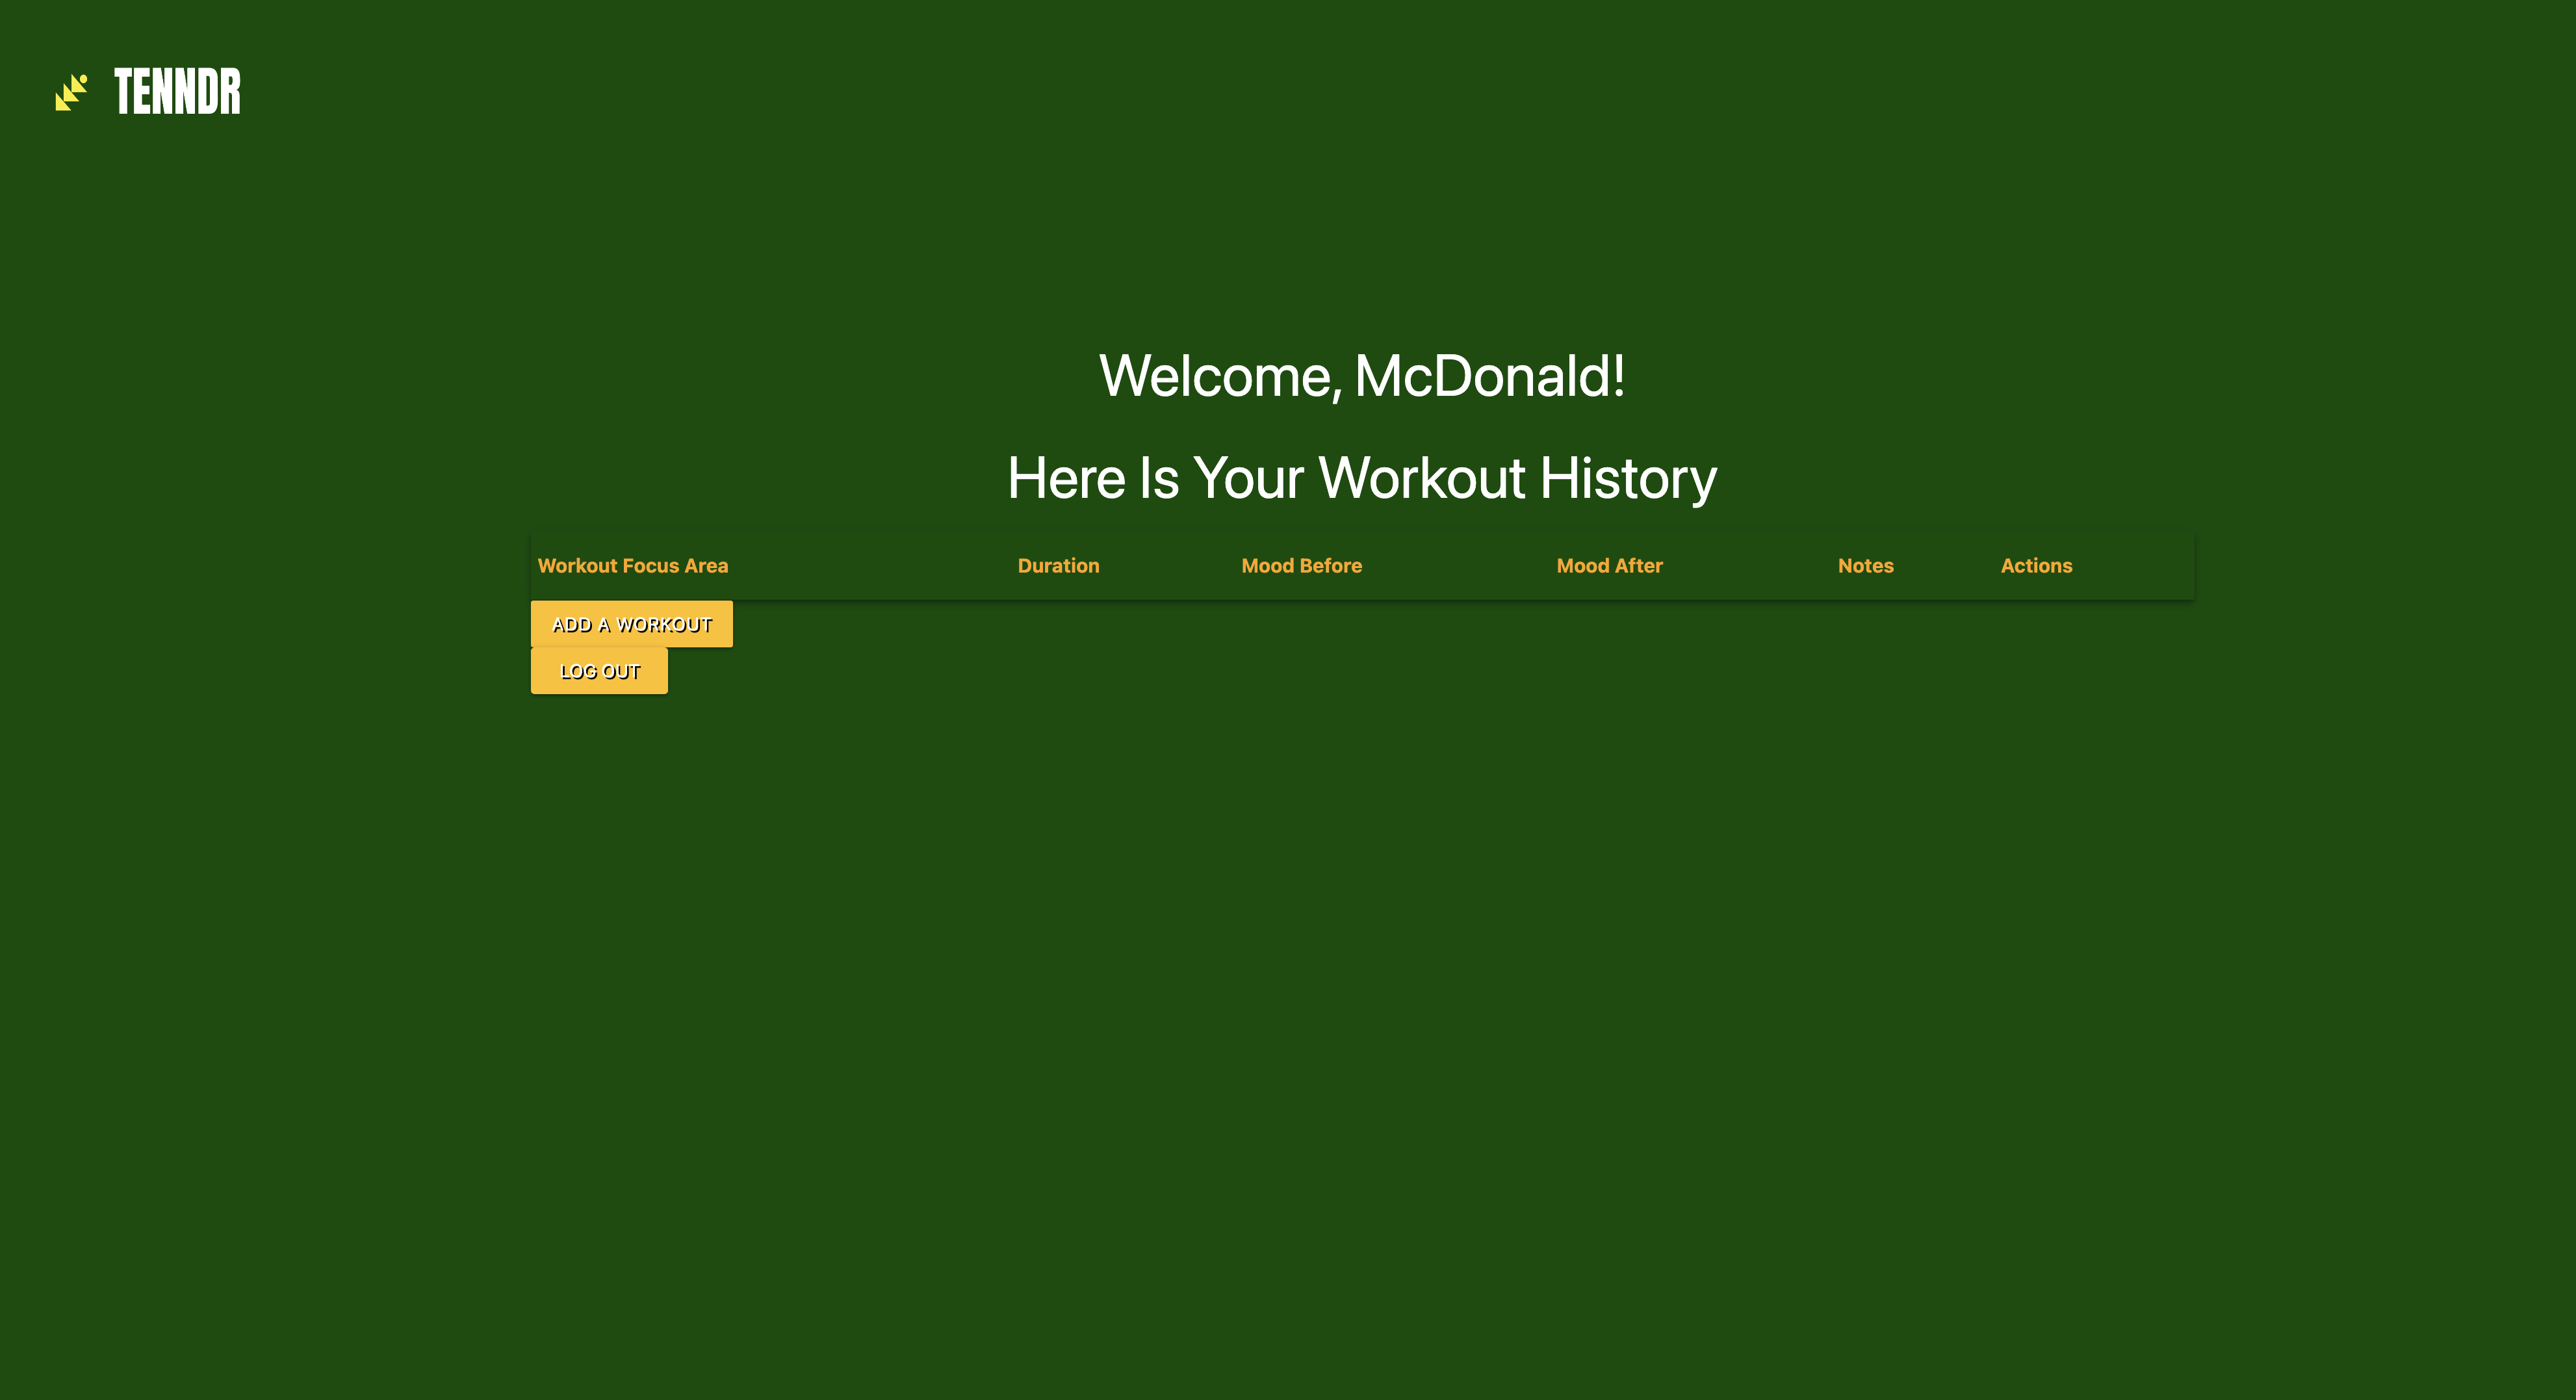 TENNDR
Welcome, McDonald!
Here Is Your Workout History
Workout Focus Area Duration Mood Before Mood After Notes Actions
ADD A WORKOUT
LOG OUT